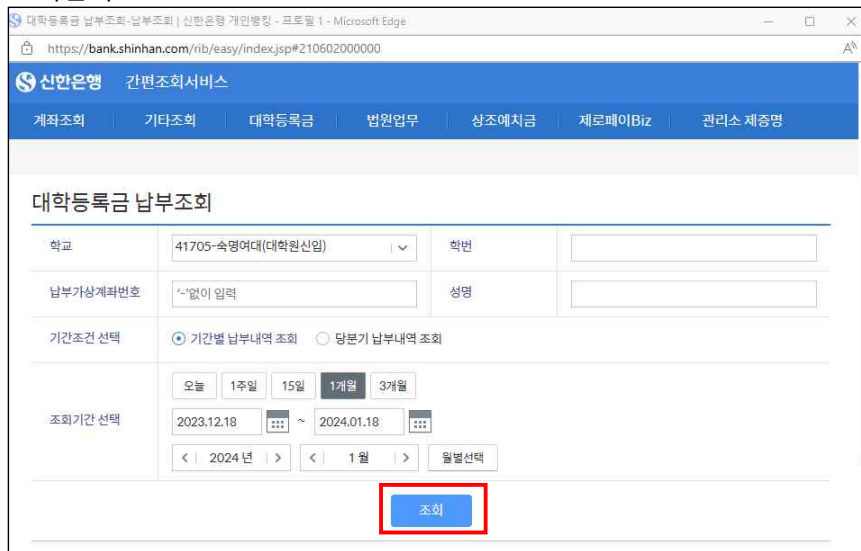 대학등록금 납부조회-납부조회 | 신한은행 개인뱅킹 - 프로필 1 - Microsoft Edge
https://bank.shinhan.com/rib/easy/index.jsp#210602000000
신한은행 간편조회서비스
계좌조회 기타조회 대학등록금 법원업무 상조예치금 제로페이Biz 관리소 제증명
대학등록금 납부조회
학교 41705-숙명여대(대학원신입) 학번
납부가상계좌번호 '-'없이 입력 성명
기간조건 선택 기간별 납부내역 조회 당분기 납부내역 조회
오늘 1주일 15일 1개월 3개월
조회기간 선택 2023.12.18 ~ 2024.01.18
< 2024 년 > < 1 월 > 월별선택
조회